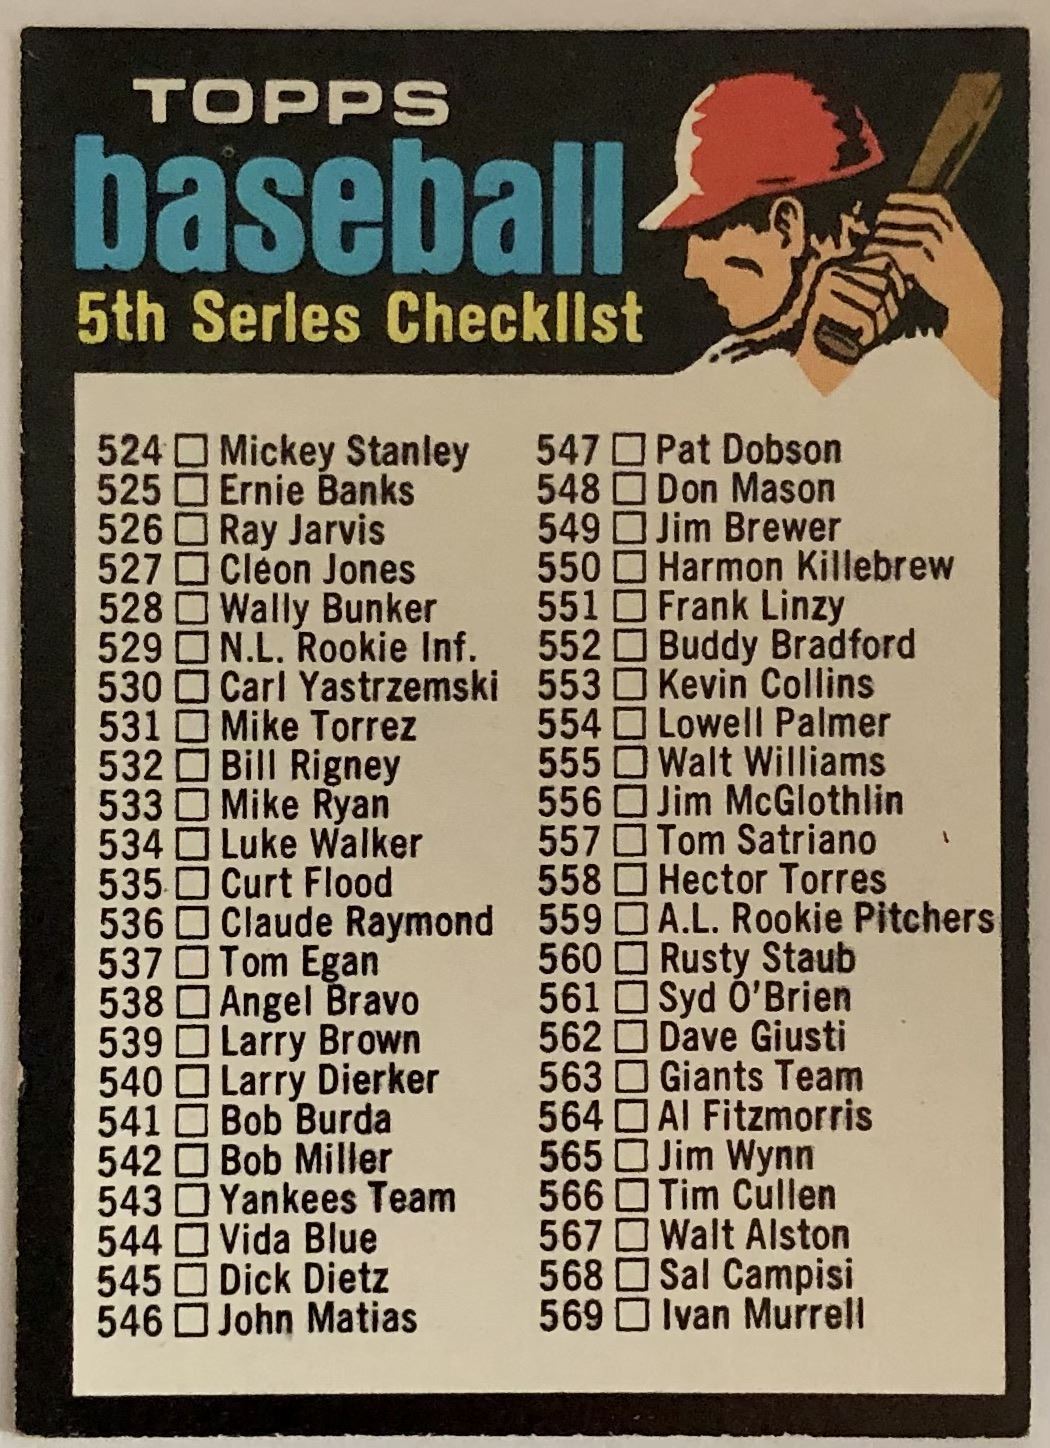 TOPPS
baseball
5th Series Checklist
524 □ Mickey Stanley
525 □ Ernie Banks
526 □ Ray Jarvis
527 □ Cleon Jones
528 □ Wally Bunker
529 □ N.L. Rookie Inf.
530 □ Carl Yastrzemski
531 □ Mike Torrez
532 □ Bill Rigney
533 □ Mike Ryan
534 □ Luke Walker
535 □ Curt Flood
536 □ Claude Raymond
537 □ Tom Egan
538 □ Angel Bravo
539 □ Larry Brown
540 □ Larry Dierker
541 □ Bob Burda
542 □ Bob Miller
543 □ Yankees Team
544 □ Vida Blue
545 □ Dick Dietz
546 □ John Matias
547 □ Pat Dobson
548 □ Don Mason
549 □ Jim Brewer
550 □ Harmon Killebrew
551 □ Frank Linzy
552 □ Buddy Bradford
553 □ Kevin Collins
554 □ Lowell Palmer
555 □ Walt Williams
556 □ Jim McGlothlin
557 □ Tom Satriano
558 □ Hector Torres
559 □ A.L. Rookie Pitchers
560 □ Rusty Staub
561 □ Syd O'Brien
562 □ Dave Giusti
563 □ Giants Team
564 □ Al Fitzmorris
565 □ Jim Wynn
566 □ Tim Cullen
567 □ Walt Alston
568 □ Sal Campisi
569 □ Ivan Murrell